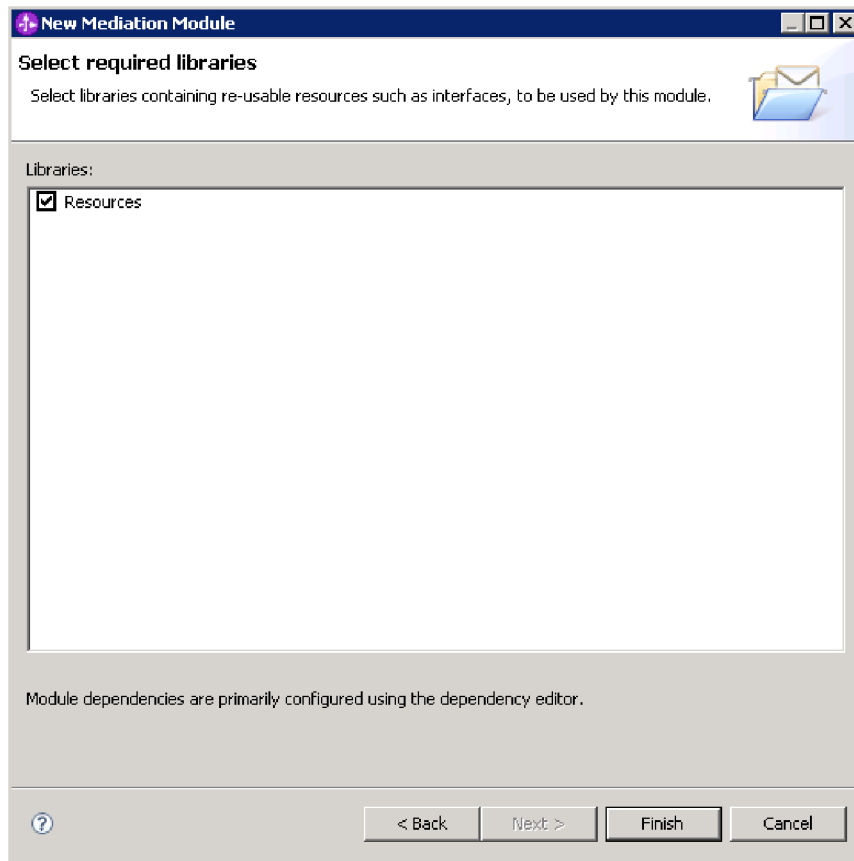 New Mediation Module
Select required libraries
Select libraries containing re-usable resources such as interfaces, to be used by this module.
Libraries:
Resources
Module dependencies are primarily configured using the dependency editor.
? < Back Next > Finish Cancel